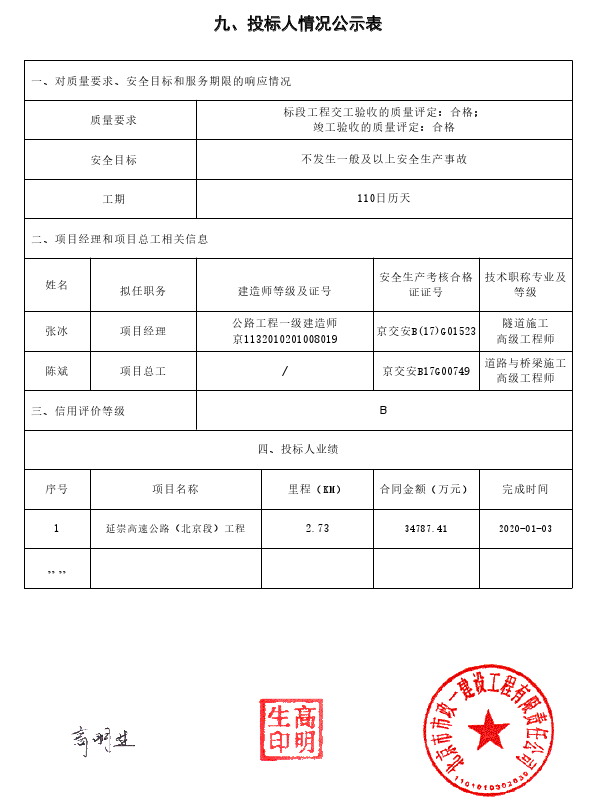 九、投标人情况公示表
一、对质量要求、安全目标和服务期限的响应情况
质量要求
标段工程交工验收的质量评定：合格；
竣工验收的质量评定：合格
安全目标
不发生一般及以上安全生产事故
工期
110日历天
二、项目经理和项目总工相关信息
姓名
拟任职务
建造师等级及证号
安全生产考核合格
证证号
技术职称专业及
等级
张冰
项目经理
公路工程一级建造师
京1132010201008019
京交安B(17)G01523
隧道施工
高级工程师
陈斌
项目总工
/
京交安B17G00749
道路与桥梁施工
高级工程师
三、信用评价等级
B
四、投标人业绩
序号
项目名称
里程（KM）
合同金额（万元）
完成时间
1
延崇高速公路（北京段）工程
2.73
34787.41
2020-01-03
……
高明生
高明
生印
北京市市政一建设工程有限责任公司